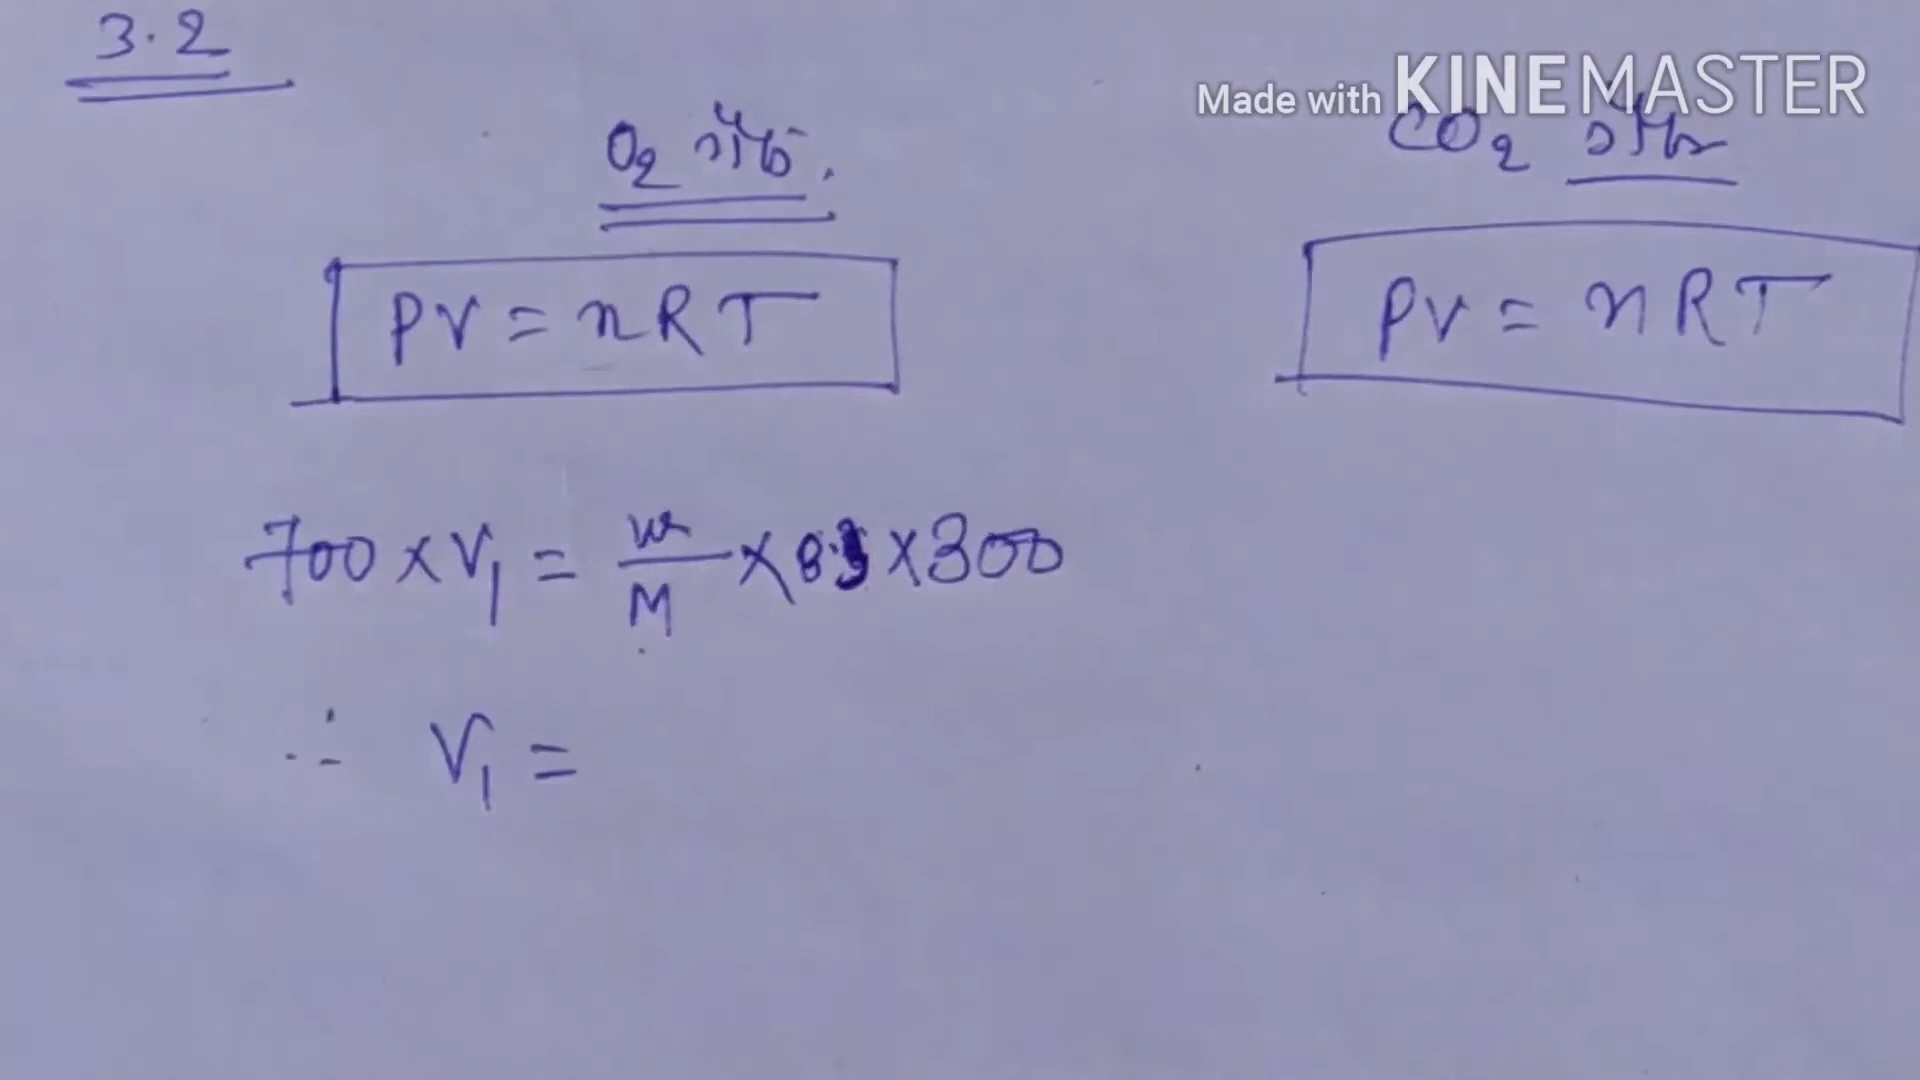 3.2
Made with KINEMASTER
O₂
CO₂
PV = nRT
PV = nRT
700 × V₁ = w/M × 8.3 × 300
∴ V₁ =